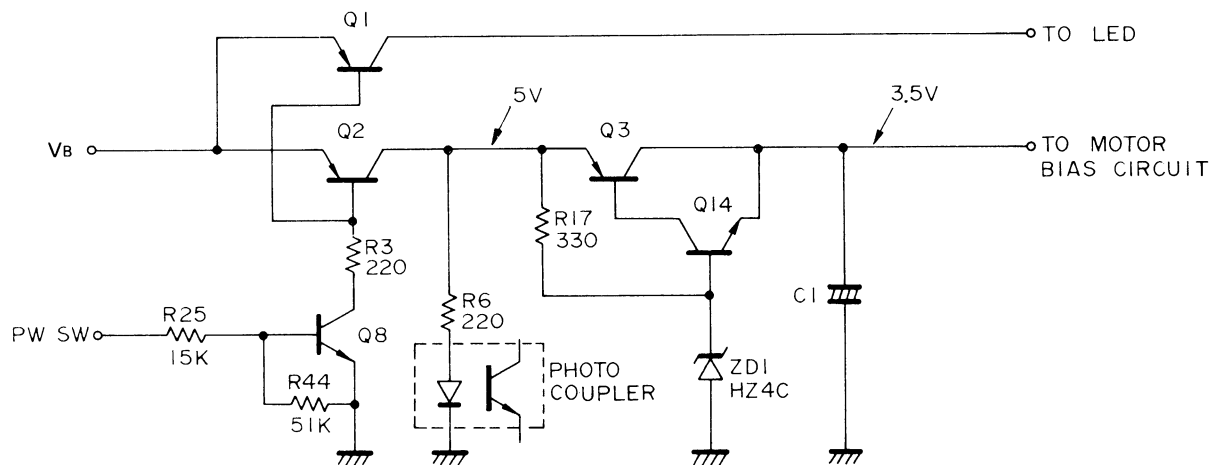 Q1
TO LED
5V
3.5V
Q2
Q3
VB
TO MOTOR
BIAS CIRCUIT
Q14
R17
330
R3
220
C1
R6
220
R25
15K
PW SW
Q8
PHOTO
COUPLER
ZD1
HZ4C
R44
51K